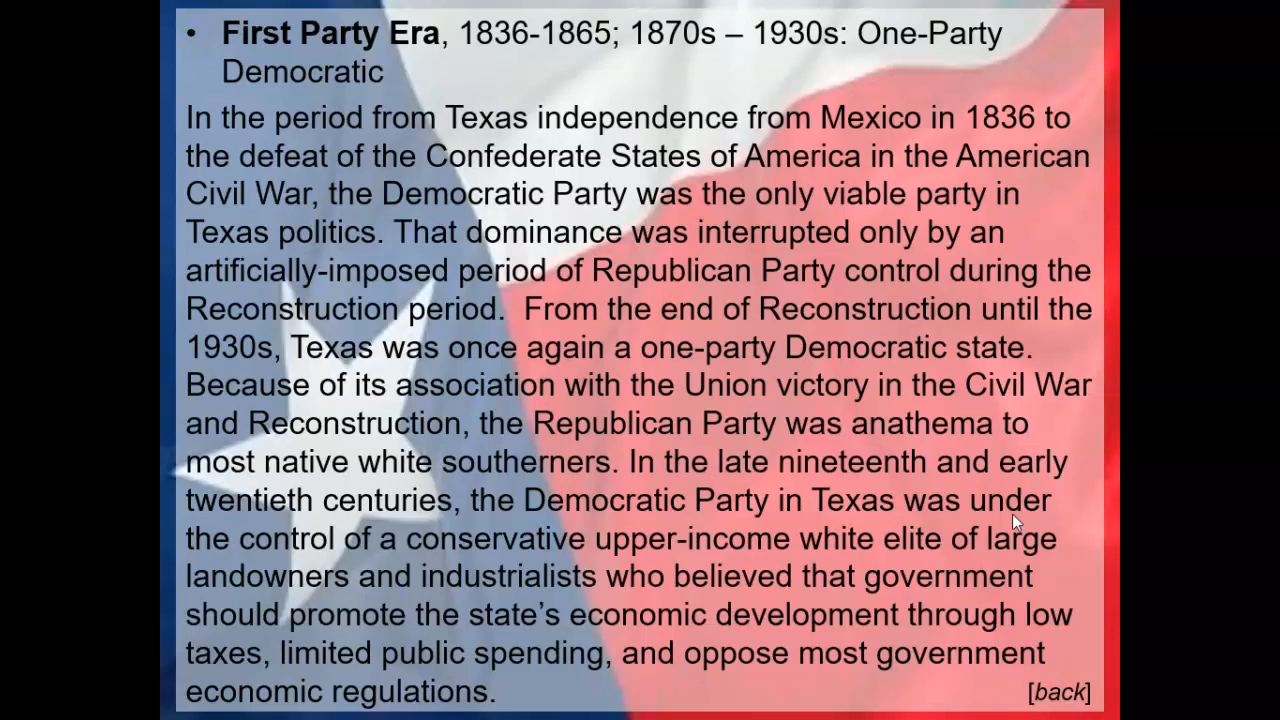 • First Party Era, 1836-1865; 1870s – 1930s: One-Party
Democratic
In the period from Texas independence from Mexico in 1836 to
the defeat of the Confederate States of America in the American
Civil War, the Democratic Party was the only viable party in
Texas politics. That dominance was interrupted only by an
artificially-imposed period of Republican Party control during the
Reconstruction period.  From the end of Reconstruction until the
1930s, Texas was once again a one-party Democratic state.
Because of its association with the Union victory in the Civil War
and Reconstruction, the Republican Party was anathema to
most native white southerners. In the late nineteenth and early
twentieth centuries, the Democratic Party in Texas was under
the control of a conservative upper-income white elite of large
landowners and industrialists who believed that government
should promote the state’s economic development through low
taxes, limited public spending, and oppose most government
economic regulations. [back]